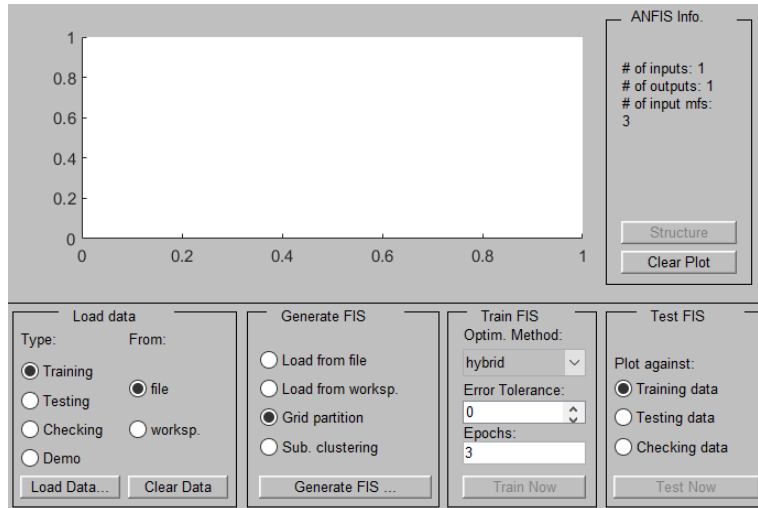 ANFIS Info.
1
0.8
0.6
0.4
0.2
0
0 0.2 0.4 0.6 0.8 1
# of inputs: 1
# of outputs: 1
# of input mfs:
3
Structure
Clear Plot
Load data
Type: From:
Training
file
Testing
Checking worksp.
Demo
Load Data... Clear Data
Generate FIS
Load from file
Load from worksp.
Grid partition
Sub. clustering
Generate FIS ...
Train FIS
Optim. Method:
hybrid
Error Tolerance:
0
Epochs:
3
Train Now
Test FIS
Plot against:
Training data
Testing data
Checking data
Test Now